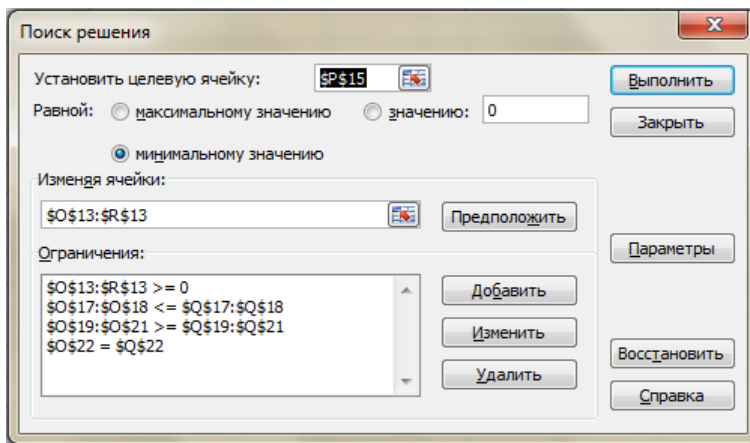 Поиск решения
Установить целевую ячейку: $P$15
Выполнить
Равной: максимальному значению значению: 0
Закрыть
минимальному значению
Изменяя ячейки:
$O$13:$R$13 Предположить
Параметры
Ограничения:
$O$13:$R$13 >= 0
$O$17:$O$18 <= $Q$17:$Q$18
$O$19:$O$21 >= $Q$19:$Q$21
$O$22 = $Q$22
Добавить
Изменить
Удалить
Восстановить
Справка